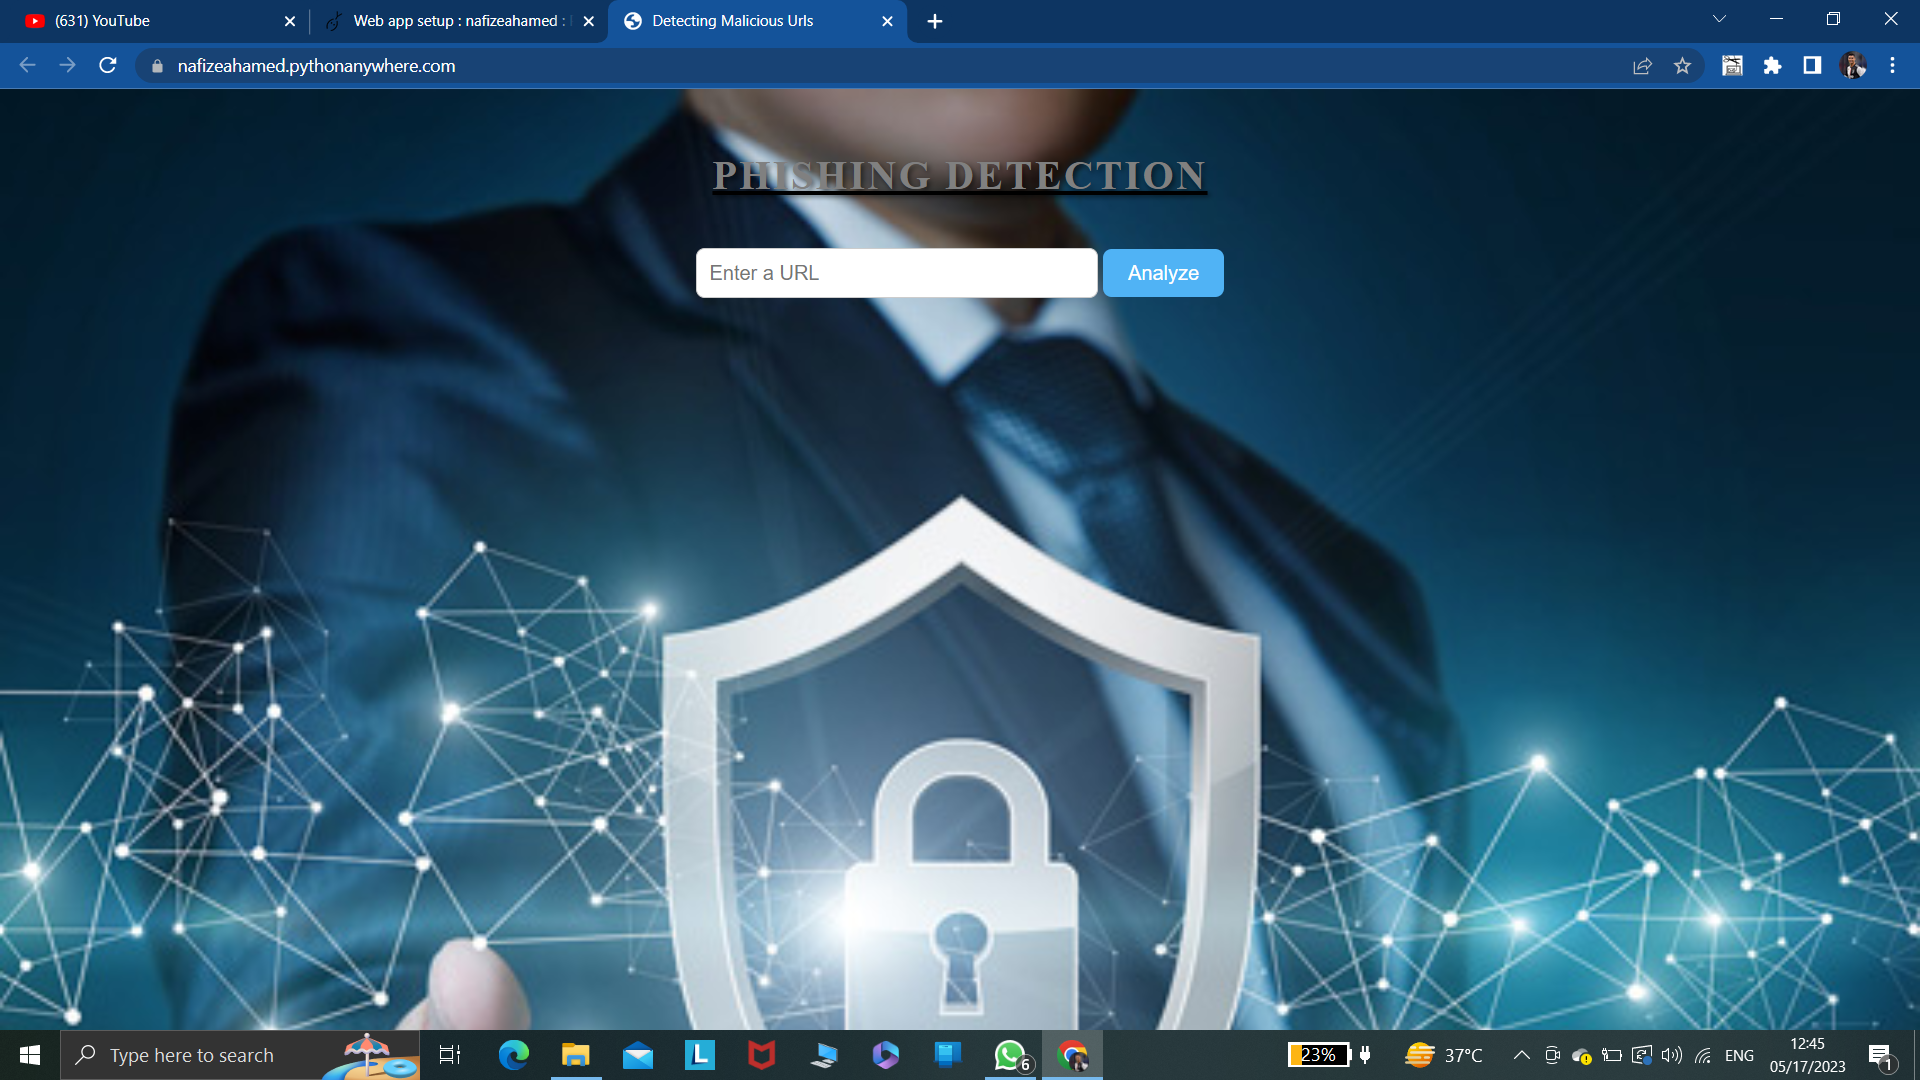 (631) YouTube
Web app setup : nafizeahamed :
Detecting Malicious Urls
nafizeahamed.pythonanywhere.com
PHISHING DETECTION
Enter a URL
Analyze
Type here to search
L
6
23%
37°C
ENG
12:45
05/17/2023
1